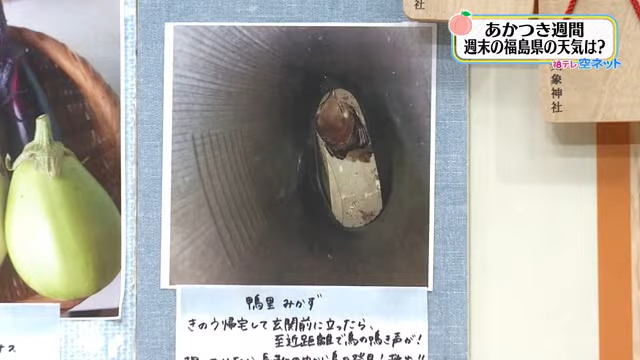 社
あかつき週間
週末の福島県の天気は?
福テレ空ネット
象神社
鴨里 みかず
きのう帰宅して玄関前に立ったら、
至近距離で鳥の鳴き声が!
ナス